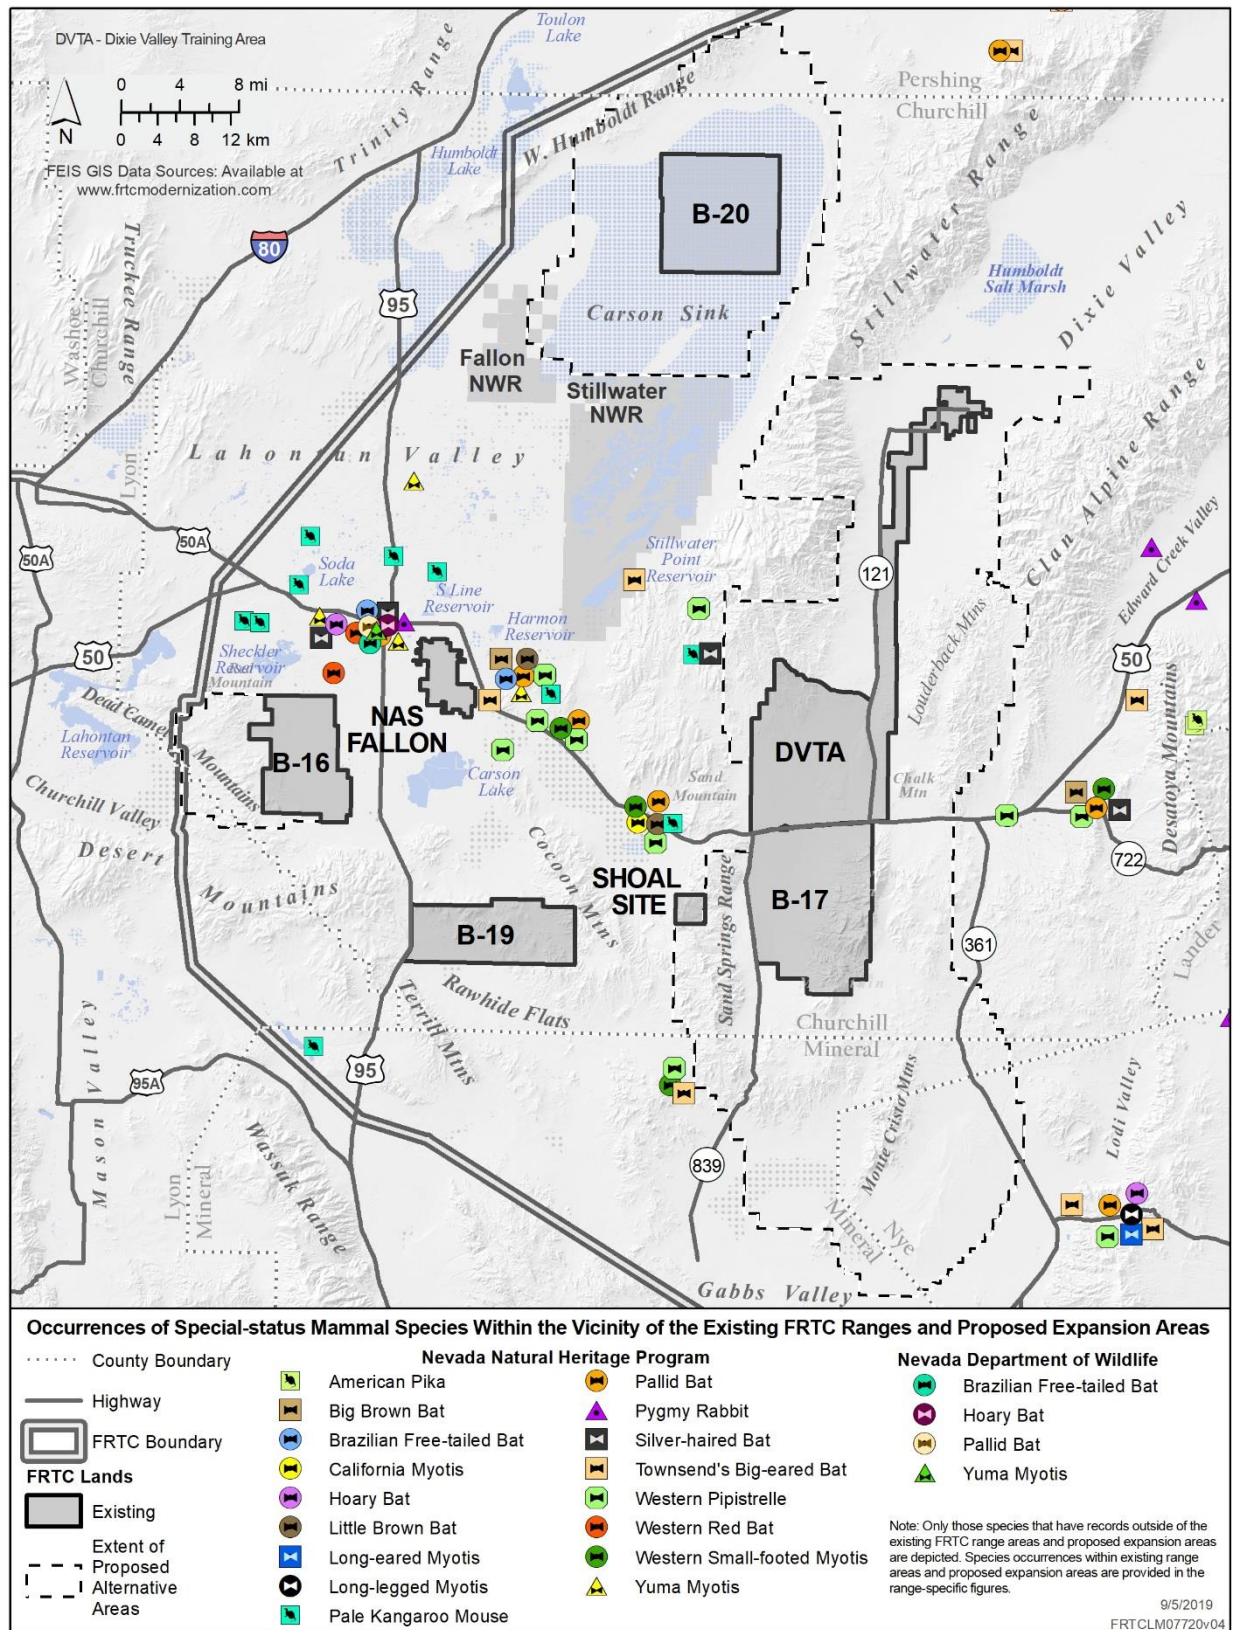 DVTA - Dixie Valley Training Area
0 4 8 mi
0 4 8 12 km
N
FEIS GIS Data Sources: Available at
www.frtcmodernization.com
Toulon
Lake
Trinity Range
Humboldt
Lake
W. Humboldt Range
Pershing
Churchill
80
95
B-20
Carson Sink
Stillwater Range
Humboldt
Salt Marsh
Dixie Valley
Truckee Range
Washoe
Churchill
Fallon
NWR
Stillwater
NWR
Lahontan Valley
Lyon
Clan Alpine Range
50A
50A
Soda
Lake
S Line
Reservoir
Stillwater
Point
Reservoir
121
Edward Creek Valley
Harmon
Reservoir
Louderback Mtns
50
50
Sheckler
Reservoir
Mountain
Dead Camel
Mountains
Lahontan
Reservoir
NAS
FALLON
B-16
Carson
Lake
DVTA
Sand
Mountain
Chalk
Mtn
Desatoya Mountains
Churchill Valley
Desert
Mountains
Cocoon Mtns
SHOAL
SITE
Sand Springs Range
B-17
722
B-19
361
Lander
Rawhide Flats
Terrill Mtns
Churchill
Mineral
Mason Valley
95A
95
Monte Cristo Mtns
Lodi Valley
Wassuk Range
Lyon
Mineral
839
Mineral
Nye
Gabbs Valley
Occurrences of Special-status Mammal Species Within the Vicinity of the Existing FRTC Ranges and Proposed Expansion Areas
County Boundary
Highway
FRTC Boundary
FRTC Lands
Existing
Extent of
Proposed
Alternative
Areas
Nevada Natural Heritage Program
American Pika
Big Brown Bat
Brazilian Free-tailed Bat
California Myotis
Hoary Bat
Little Brown Bat
Long-eared Myotis
Long-legged Myotis
Pale Kangaroo Mouse
Pallid Bat
Pygmy Rabbit
Silver-haired Bat
Townsend's Big-eared Bat
Western Pipistrelle
Western Red Bat
Western Small-footed Myotis
Yuma Myotis
Nevada Department of Wildlife
Brazilian Free-tailed Bat
Hoary Bat
Pallid Bat
Yuma Myotis
Note: Only those species that have records outside of the
existing FRTC range areas and proposed expansion areas
are depicted. Species occurrences within existing range
areas and proposed expansion areas are provided in the
range-specific figures.
9/5/2019
FRTCLM07720v04